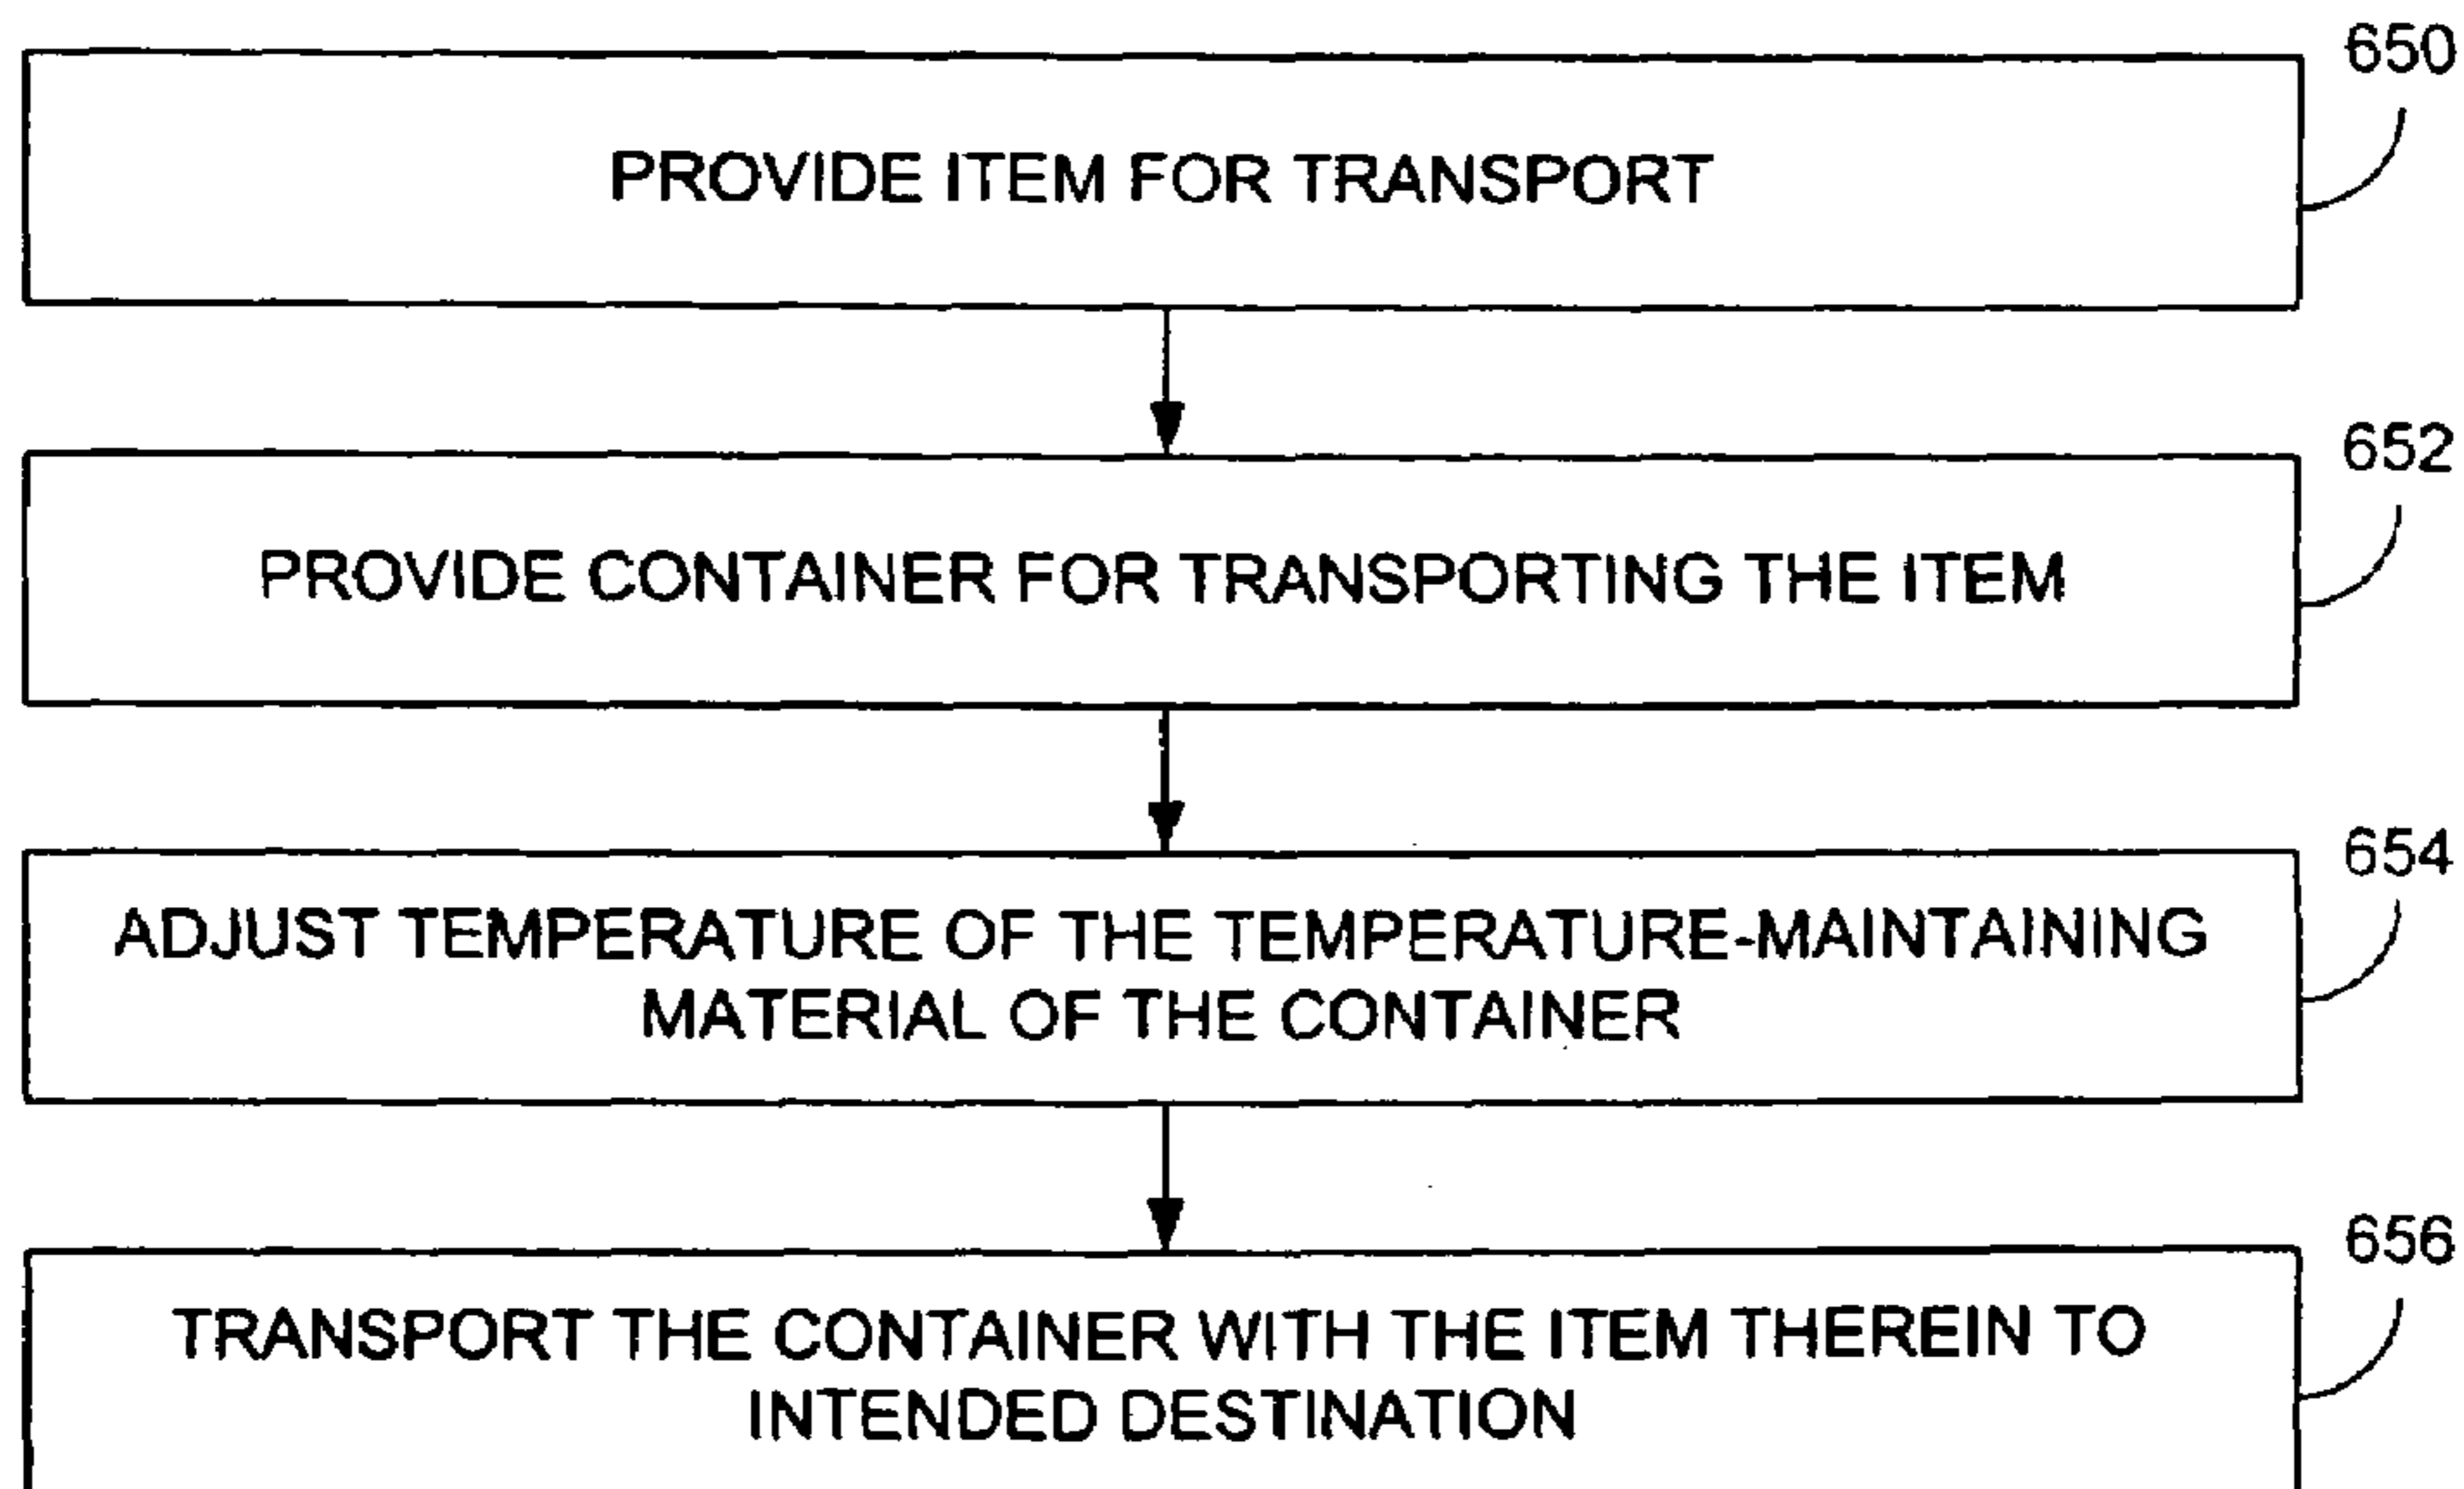 650
PROVIDE ITEM FOR TRANSPORT
652
PROVIDE CONTAINER FOR TRANSPORTING THE ITEM
654
ADJUST TEMPERATURE OF THE TEMPERATURE-MAINTAINING
MATERIAL OF THE CONTAINER
656
TRANSPORT THE CONTAINER WITH THE ITEM THEREIN TO
INTENDED DESTINATION